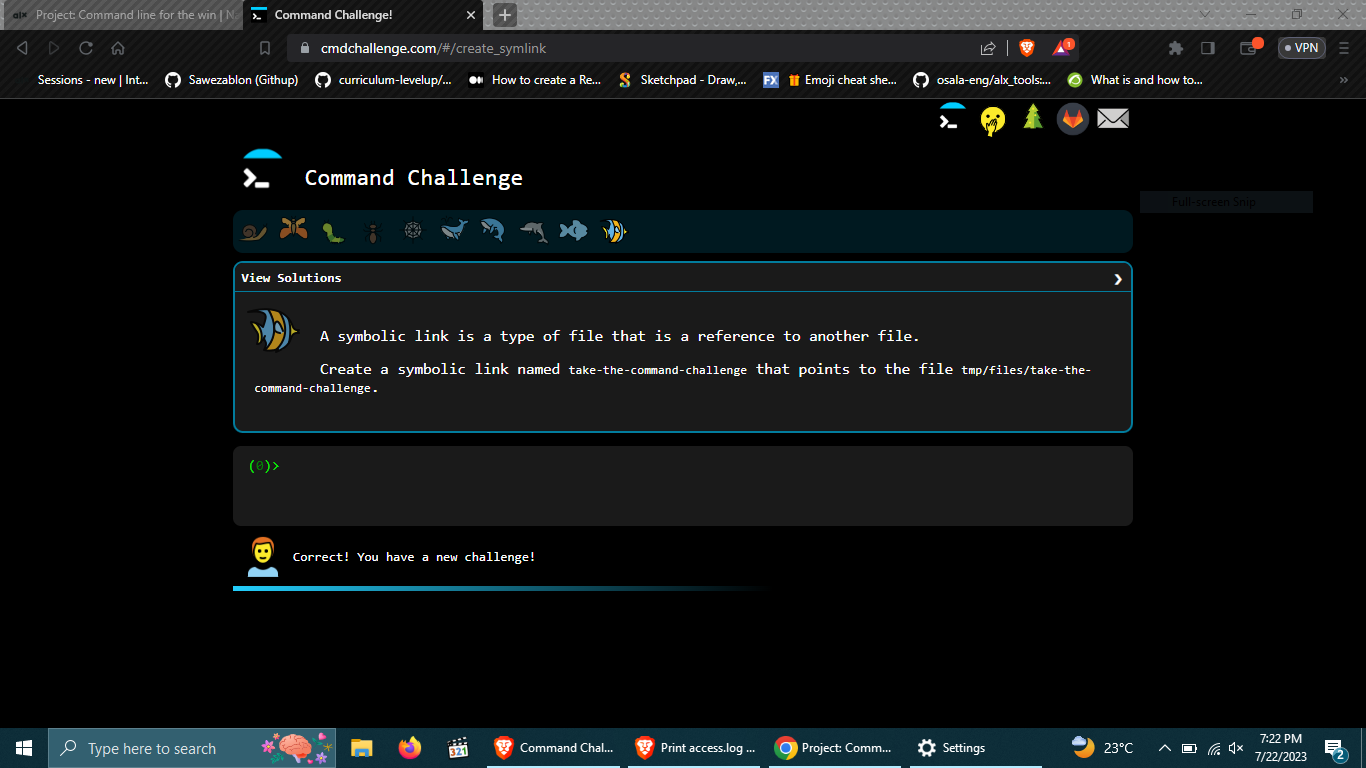 alx Project: Command line for the win | N
Command Challenge!
cmdchallenge.com/#/create_symlink
1
VPN
Sessions - new | Int...
Sawezablon (Githup)
curriculum-levelup/...
How to create a Re...
Sketchpad - Draw,...
FX
Emoji cheat she...
osala-eng/alx_tools:...
What is and how to...
»
Command Challenge
Full-screen Snip
View Solutions
A symbolic link is a type of file that is a reference to another file.
Create a symbolic link named take-the-command-challenge that points to the file tmp/files/take-the-
command-challenge.
(0)>
Correct! You have a new challenge!
Type here to search
321
Command Chal...
Print access.log ...
Project: Comm...
Settings
23°C
7:22 PM
7/22/2023
2